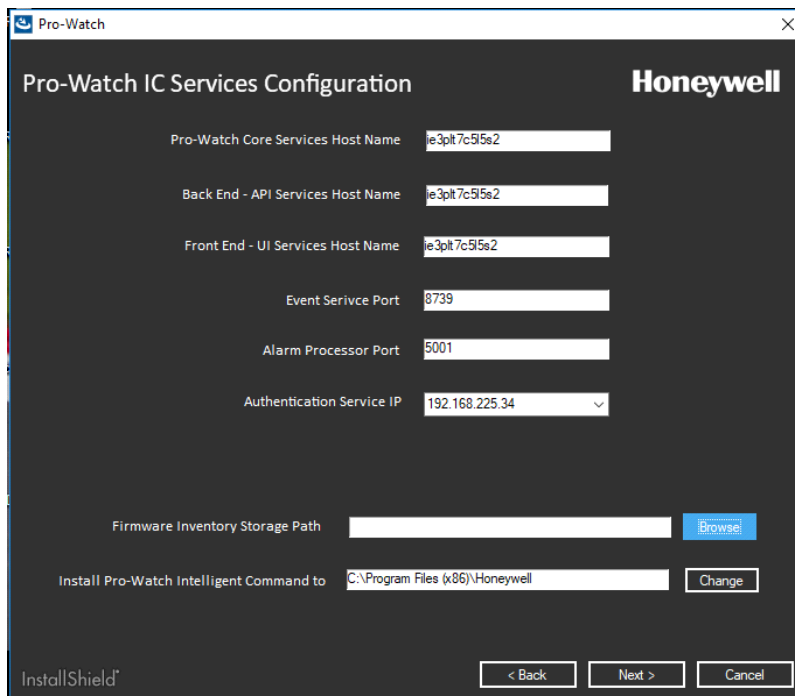 Pro-Watch
Pro-Watch IC Services Configuration
Honeywell
Pro-Watch Core Services Host Name ie3plt7c5l5s2
Back End - API Services Host Name ie3plt7c5l5s2
Front End - UI Services Host Name ie3plt7c5l5s2
Event Serivce Port 8739
Alarm Processor Port 5001
Authentication Service IP 192.168.225.34
Firmware Inventory Storage Path Browse
Install Pro-Watch Intelligent Command to C:\Program Files (x86)\Honeywell Change
InstallShield
< Back Next > Cancel